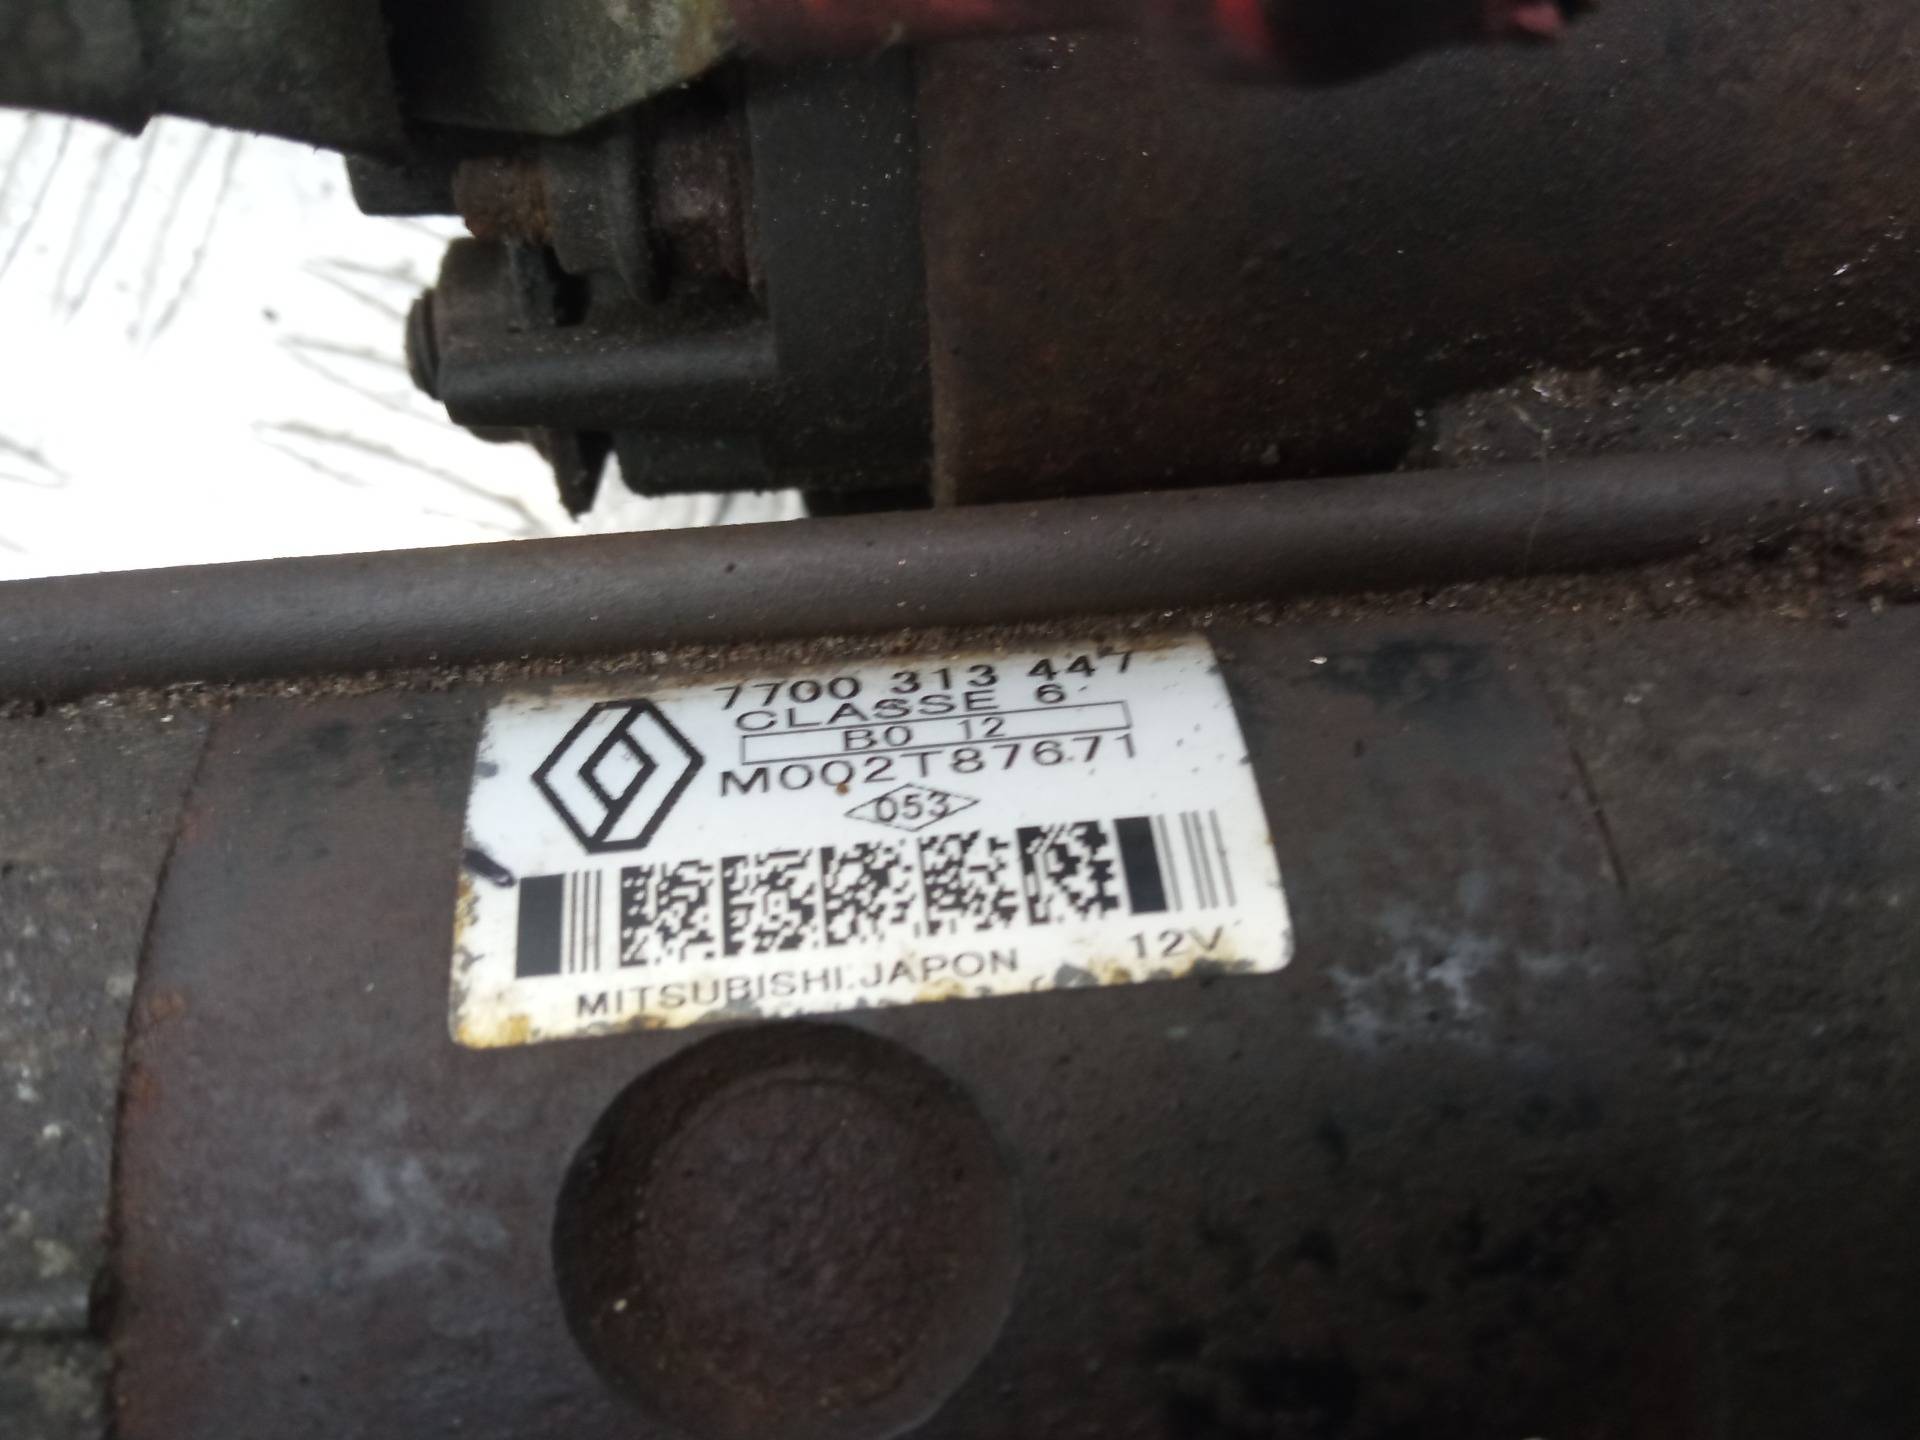 7700 313 447
CLASSE 6
B0 12
M002T87671
053
MITSUBISHI.JAPON 12V